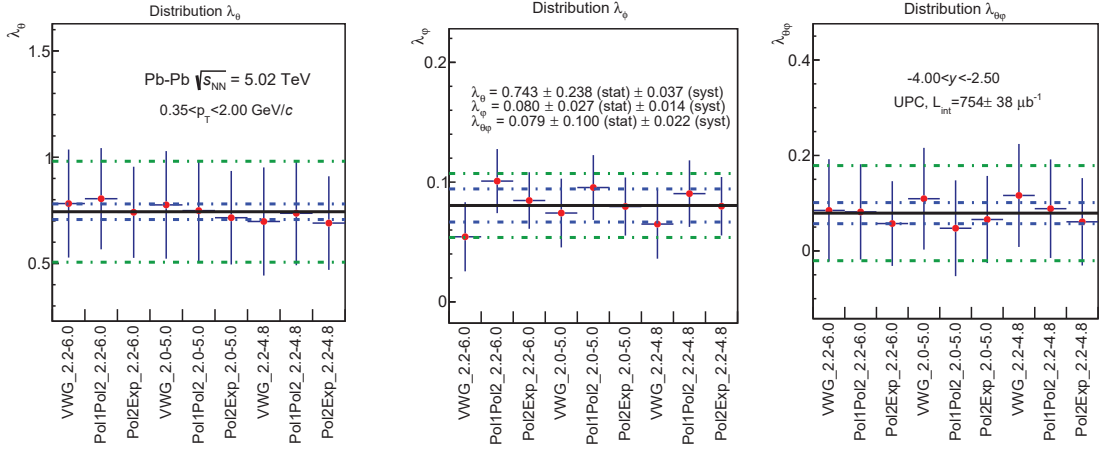 Distribution λθ
λθ
1.5
1
0.5
Pb-Pb √sNN = 5.02 TeV
0.35<pT<2.00 GeV/c
VWG_2.2-6.0
Pol1Pol2_2.2-6.0
Pol2Exp_2.2-6.0
VWG_2.0-5.0
Pol1Pol2_2.0-5.0
Pol2Exp_2.0-5.0
VWG_2.2-4.8
Pol1Pol2_2.2-4.8
Pol2Exp_2.2-4.8
Distribution λϕ
λφ
0.2
0.1
0
λθ = 0.743 ± 0.238 (stat) ± 0.037 (syst)
λφ = 0.080 ± 0.027 (stat) ± 0.014 (syst)
λθφ = 0.079 ± 0.100 (stat) ± 0.022 (syst)
VWG_2.2-6.0
Pol1Pol2_2.2-6.0
Pol2Exp_2.2-6.0
VWG_2.0-5.0
Pol1Pol2_2.0-5.0
Pol2Exp_2.0-5.0
VWG_2.2-4.8
Pol1Pol2_2.2-4.8
Pol2Exp_2.2-4.8
Distribution λθφ
λθφ
0.4
0.2
0
-4.00<y<-2.50
UPC, Lint=754± 38 μb-1
VWG_2.2-6.0
Pol1Pol2_2.2-6.0
Pol2Exp_2.2-6.0
VWG_2.0-5.0
Pol1Pol2_2.0-5.0
Pol2Exp_2.0-5.0
VWG_2.2-4.8
Pol1Pol2_2.2-4.8
Pol2Exp_2.2-4.8